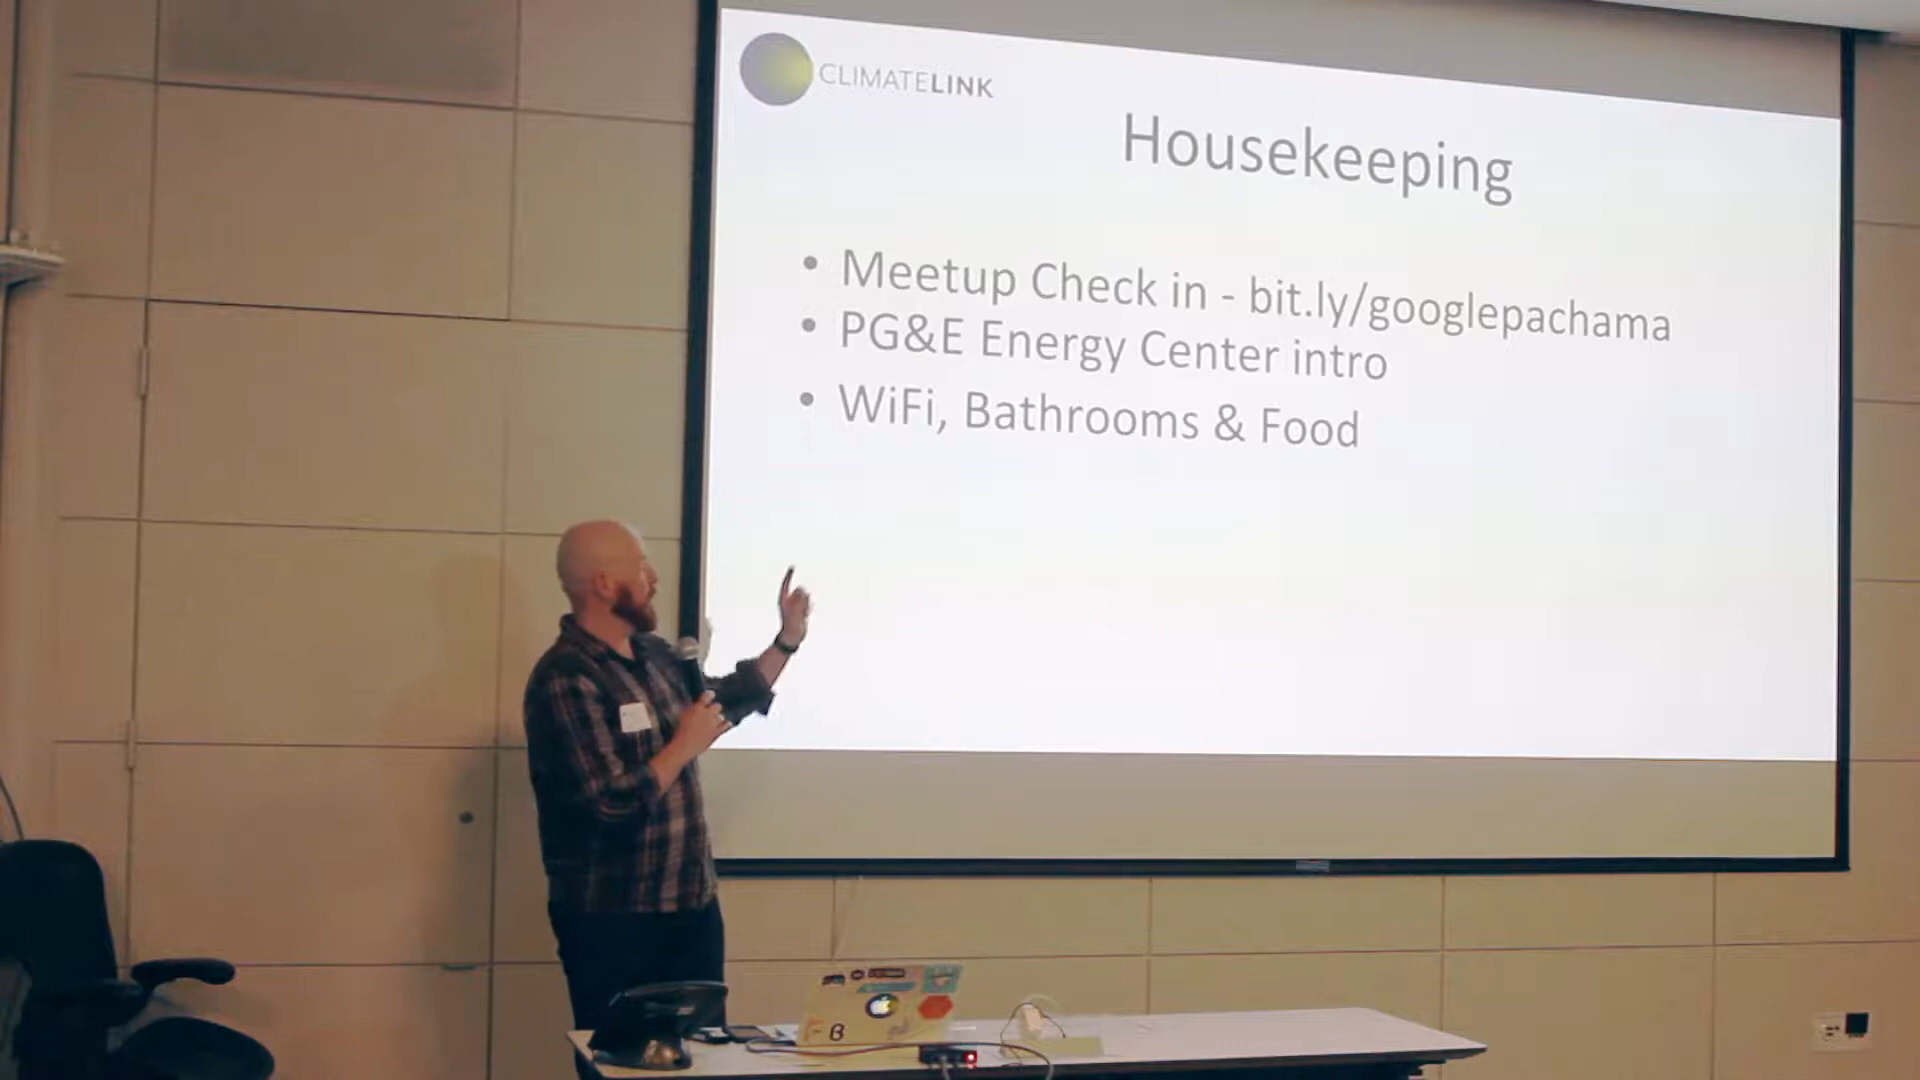 CLIMATELINK
Housekeeping
• Meetup Check in - bit.ly/googlepachama
• PG&E Energy Center intro
• WiFi, Bathrooms & Food